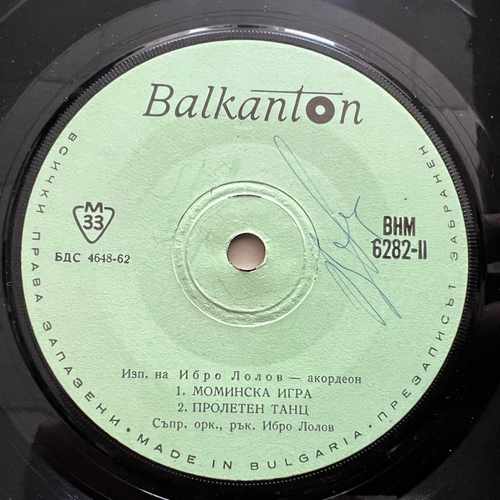 Balkanton
М
33
БДС 4648-62
ВНМ
6282-II
Изп. на Ибро Лолов — акордеон
1. МОМИНСКА ИГРА
2. ПРОЛЕТЕН ТАНЦ
Съпр. орк., рък. Ибро Лолов
ВСИЧКИ ПРАВА ЗАПАЗЕНИ. • MADE IN BULGARIA • ПРЕЗАПИСЪТ ЗАБРАНЕН